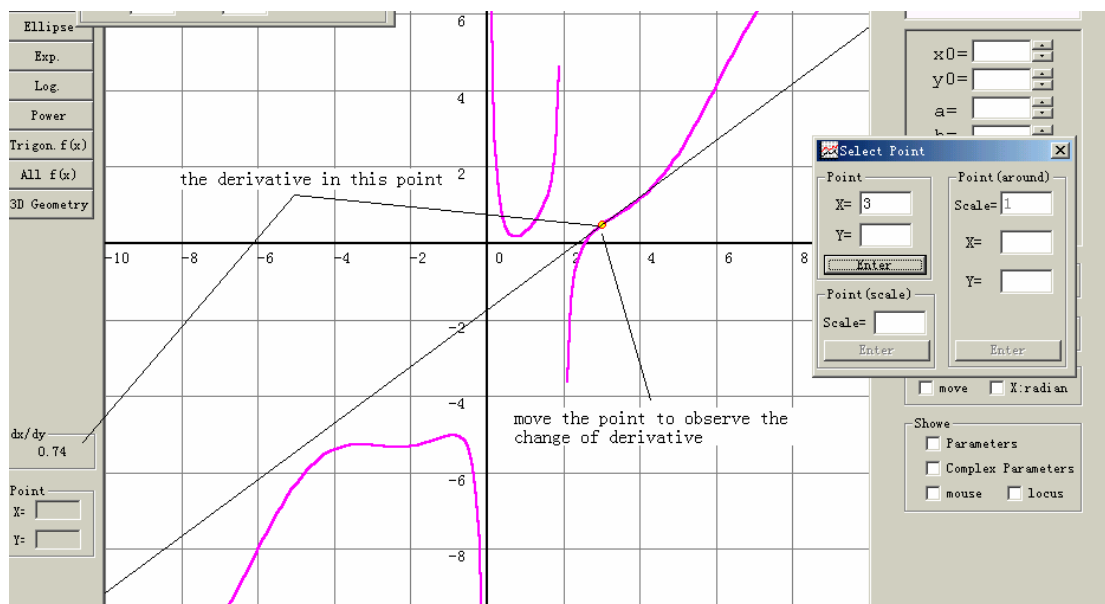 Ellipse
Exp.
Log.
Power
Trigon. f(x)
All f(x)
3D Geometry
6
4
2
-2
-4
-6
-8
-10
-8
-6
-4
-2
0
2
4
6
8
the derivative in this point
move the point to observe the
change of derivative
dx/dy
0.74
Point
X=
Y=
x0=
y0=
a=
Select Point
Point
X= 3
Y=
Enter
Point(scale)
Scale=
Enter
Point(around)
Scale= 1
X=
Y=
Enter
move X:radian
Showe
Parameters
Complex Parameters
mouse locus